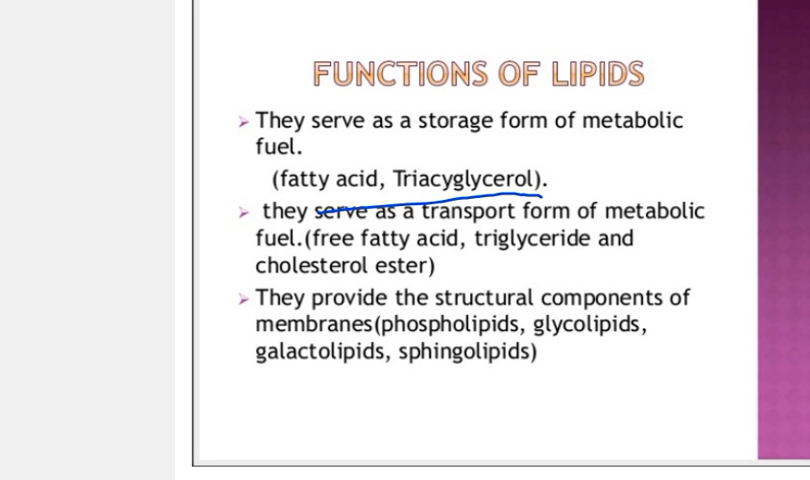 FUNCTIONS OF LIPIDS
➢ They serve as a storage form of metabolic
fuel.
(fatty acid, Triacyglycerol).
➢ they serve as a transport form of metabolic
fuel.(free fatty acid, triglyceride and
cholesterol ester)
➢ They provide the structural components of
membranes(phospholipids, glycolipids,
galactolipids, sphingolipids)